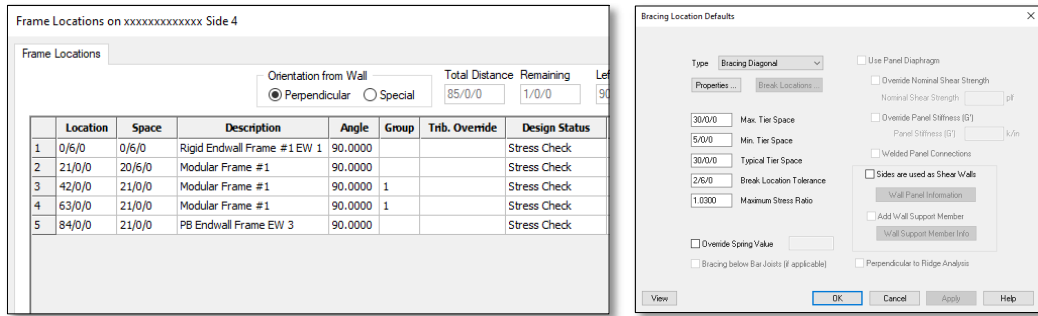 Frame Locations on xxxxxxxxxxxxx Side 4
Frame Locations
Orientation from Wall Total Distance Remaining
Perpendicular Special 85/0/0 1/0/0 90
Location Space Description Angle Group Trib. Override Design Status
1 0/6/0 0/6/0 Rigid Endwall Frame #1 EW 1 90.0000 Stress Check
2 21/0/0 20/6/0 Modular Frame #1 90.0000 Stress Check
3 42/0/0 21/0/0 Modular Frame #1 90.0000 1 Stress Check
4 63/0/0 21/0/0 Modular Frame #1 90.0000 1 Stress Check
5 84/0/0 21/0/0 PB Endwall Frame EW 3 90.0000 Stress Check
Bracing Location Defaults
Type Bracing Diagonal
Properties ... Break Locations ...
30/0/0 Max. Tier Space
5/0/0 Min. Tier Space
30/0/0 Typical Tier Space
2/6/0 Break Location Tolerance
1.0300 Maximum Stress Ratio
Override Spring Value
Bracing below Bar Joists (if applicable)
Use Panel Diaphragm
Override Nominal Shear Strength
Nominal Shear Strength plf
Override Panel Stiffness (G')
Panel Stiffness (G') k/in
Welded Panel Connections
Sides are used as Shear Walls
Wall Panel Information
Add Wall Support Member
Wall Support Member Info
Perpendicular to Ridge Analysis
View OK Cancel Apply Help